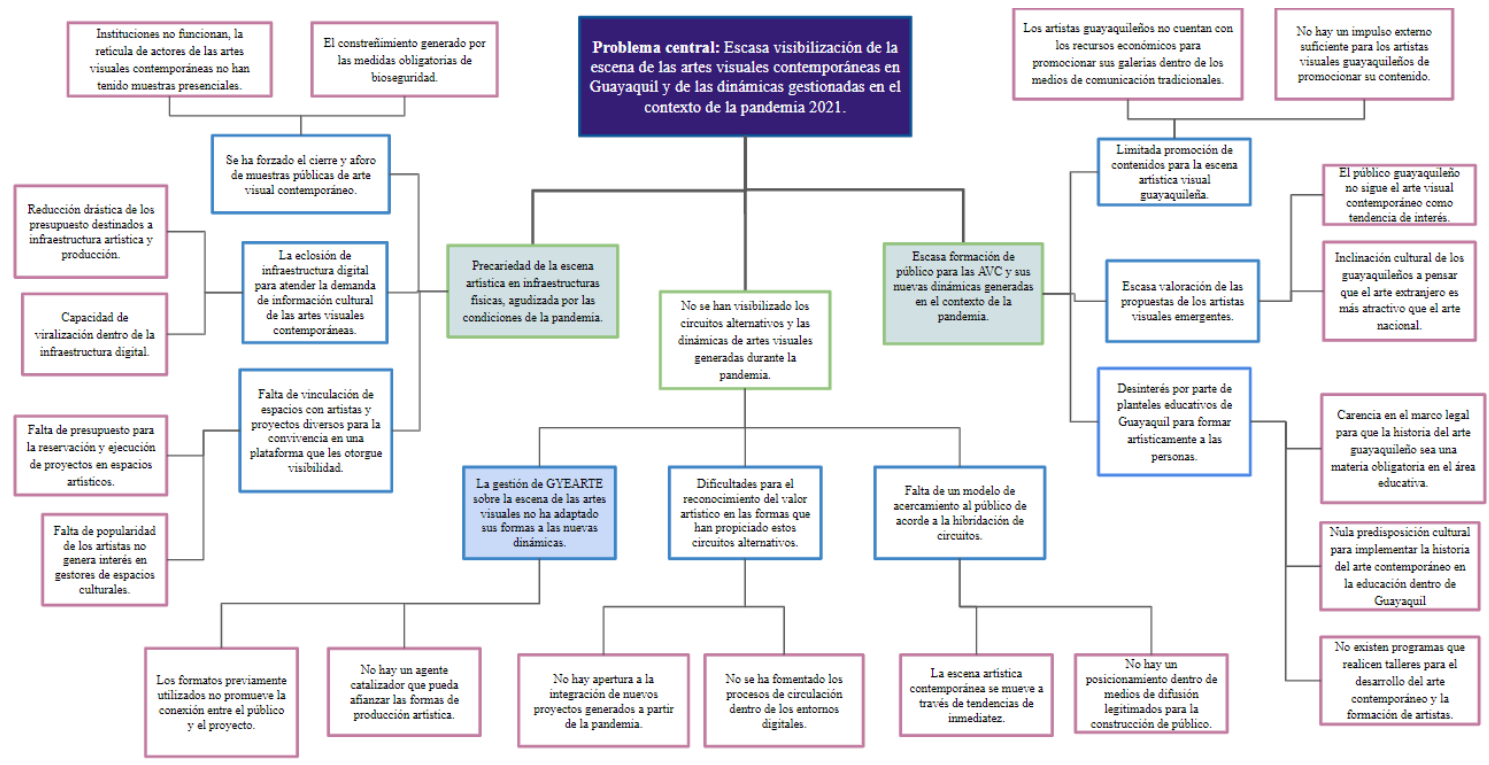 Problema central: Escasa visibilización de la
escena de las artes visuales contemporáneas en
Guayaquil y de las dinámicas gestionadas en el
contexto de la pandemia 2021.
Instituciones no funcionan, la
retícula de actores de las artes
visuales contemporáneas no han
tenido muestras presenciales.
El constreñimiento generado por
las medidas obligatorias de
bioseguridad.
Se ha forzado el cierre y aforo
de muestras públicas de arte
visual contemporáneo.
Reducción drástica de los
presupuesto destinados a
infraestructura artistica y
producción.
Capacidad de
viralización dentro de la
infraestructura digital.
La eclosión de
infraestructura digital
para atender la demanda
de información cultural
de las artes visuales
contemporáneas.
Falta de presupuesto para
la reservación y ejecución
de proyectos en espacios
artísticos.
Falta de popularidad
de los artistas no
genera interés en
gestores de espacios
culturales.
Falta de vinculación de
espacios con artistas y
proyectos diversos para la
convivencia en una
plataforma que les otorgue
visibilidad.
Precariedad de la escena
artistica en infraestructuras
físicas, agudizada por las
condiciones de la pandemia.
No se han visibilizado los
circuitos alternativos y las
dinámicas de artes visuales
generadas durante la
pandemia.
La gestión de GYEARTE
sobre la escena de las artes
visuales no ha adaptado
sus formas a las nuevas
dinámicas.
Los formatos previamente
utilizados no promueve la
conexión entre el público
y el proyecto.
No hay un agente
catalizador que pueda
afianzar las formas de
producción artistica.
Dificultades para el
reconocimiento del valor
artístico en las formas que
han propiciado estos
circuitos alternativos.
No hay apertura a la
integración de nuevos
proyectos generados a partir
de la pandemia.
No se ha fomentado los
procesos de circulación
dentro de los entornos
digitales.
Falta de un modelo de
acercamiento al público de
acorde a la hibridación de
circuitos.
La escena artística
contemporánea se mueve a
través de tendencias de
inmediatez.
No hay un
posicionamiento dentro de
medios de difusión
legitimados para la
construcción de público.
Escasa formación de
público para las AVC y sus
nuevas dinámicas generadas
en el contexto de la
pandemia.
Los artistas guayaquileños no cuentan con
los recursos económicos para
promocionar sus galerías dentro de los
medios de comunicación tradicionales.
No hay un impulso externo
suficiente para los artistas
visuales guayaquileños de
promocionar su contenido.
Limitada promoción de
contenidos para la escena
artística visual
guayaquileña.
Escasa valoración de las
propuestas de los artistas
visuales emergentes.
El público guayaquileño
no sigue el arte visual
contemporáneo como
tendencia de interés.
Inclinación cultural de los
guayaquileños a pensar
que el arte extranjero es
más atractivo que el arte
nacional.
Desinterés por parte de
planteles educativos de
Guayaquil para formar
artísticamente a las
personas.
Carencia en el marco legal
para que la historia del arte
guayaquileño sea una
materia obligatoria en el área
educativa.
Nula predisposición cultural
para implementar la historia
del arte contemporáneo en
la educación dentro de
Guayaquil
No existen programas que
realicen talleres para el
desarrollo del arte
contemporáneo y la
formación de artistas.